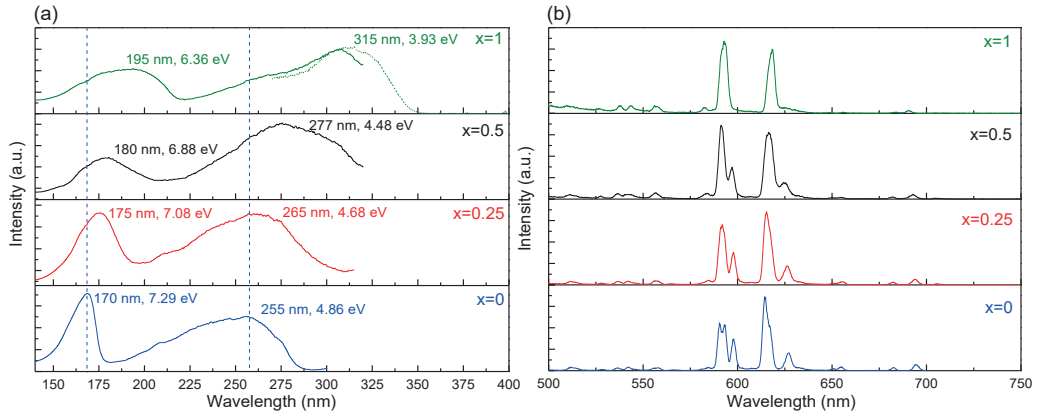 (a)
x=1
195 nm, 6.36 eV
315 nm, 3.93 eV
x=0.5
180 nm, 6.88 eV
277 nm, 4.48 eV
x=0.25
175 nm, 7.08 eV
265 nm, 4.68 eV
x=0
170 nm, 7.29 eV
255 nm, 4.86 eV
Intensity (a.u.)
150 175 200 225 250 275 300 325 350 375 400
Wavelength (nm)
(b)
x=1
x=0.5
x=0.25
x=0
Intensity (a.u.)
500 550 600 650 700 750
Wavelength (nm)